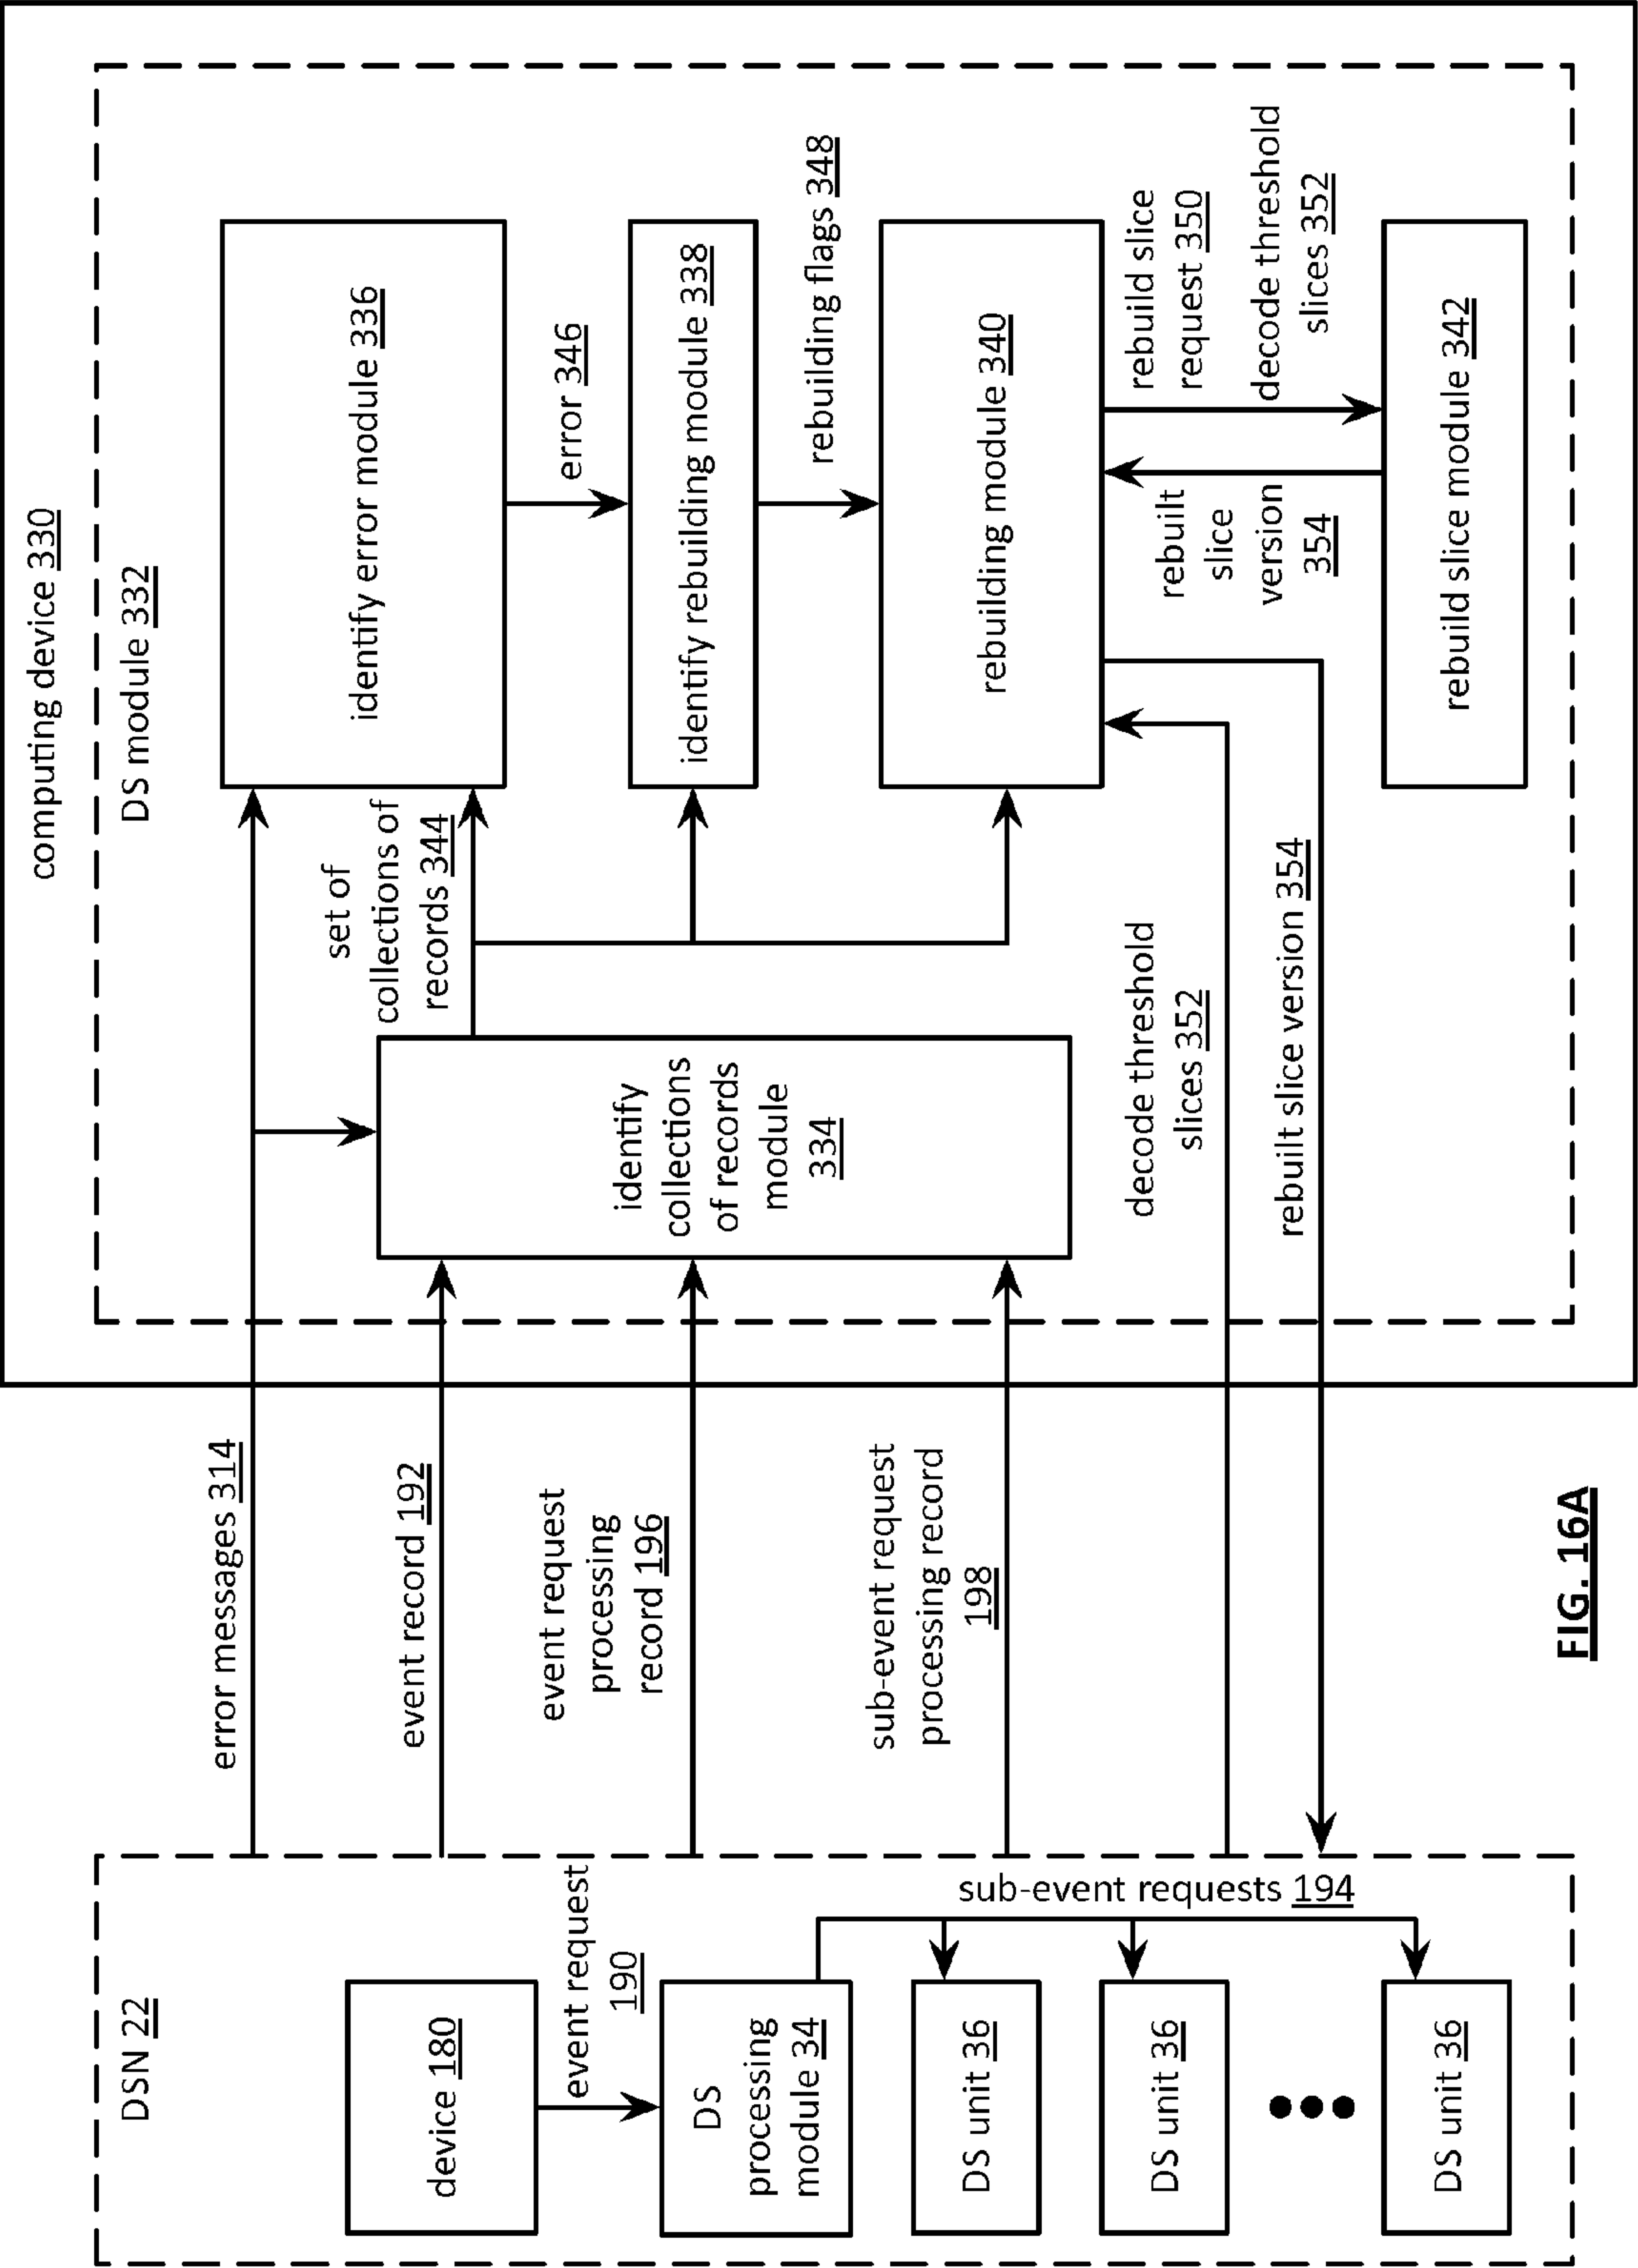 computing device 330
DS module 332
DSN 22
device 180
event request
190
DS
processing
module 34
sub-event requests 194
DS unit 36
DS unit 36
DS unit 36
error messages 314
event record 192
event request
processing
record 196
sub-event request
processing record
198
identify
collections
of records
module
334
set of
collections of
records 344
decode threshold
slices 352
rebuilt slice version 354
identify error module 336
error 346
identify rebuilding module 338
rebuilding flags 348
rebuilding module 340
rebuilt
slice
version
354
rebuild slice
request 350
decode threshold
slices 352
rebuild slice module 342
FIG. 16A